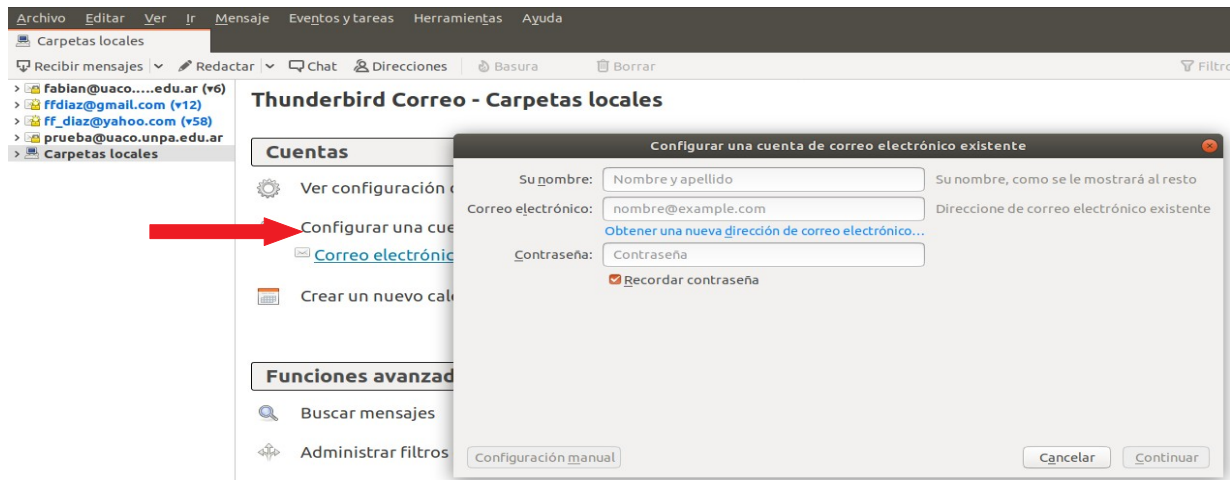 Archivo Editar Ver Ir Mensaje Eventos y tareas Herramientas Ayuda
Carpetas locales
Recibir mensajes Redactar Chat Direcciones Basura Borrar Filtro
fabian@uaco.....edu.ar (▾6)
ffdiaz@gmail.com (▾12)
ff_diaz@yahoo.com (▾58)
prueba@uaco.unpa.edu.ar
Carpetas locales
Thunderbird Correo - Carpetas locales
Cuentas
Ver configuración
Configurar una cue
Correo electrónic
Crear un nuevo cal
Funciones avanzad
Buscar mensajes
Administrar filtros
Configurar una cuenta de correo electrónico existente
Su nombre: Nombre y apellido Su nombre, como se le mostrará al resto
Correo electrónico: nombre@example.com Direccione de correo electrónico existente
Obtener una nueva dirección de correo electrónico...
Contraseña: Contraseña
Recordar contraseña
Configuración manual Cancelar Continuar